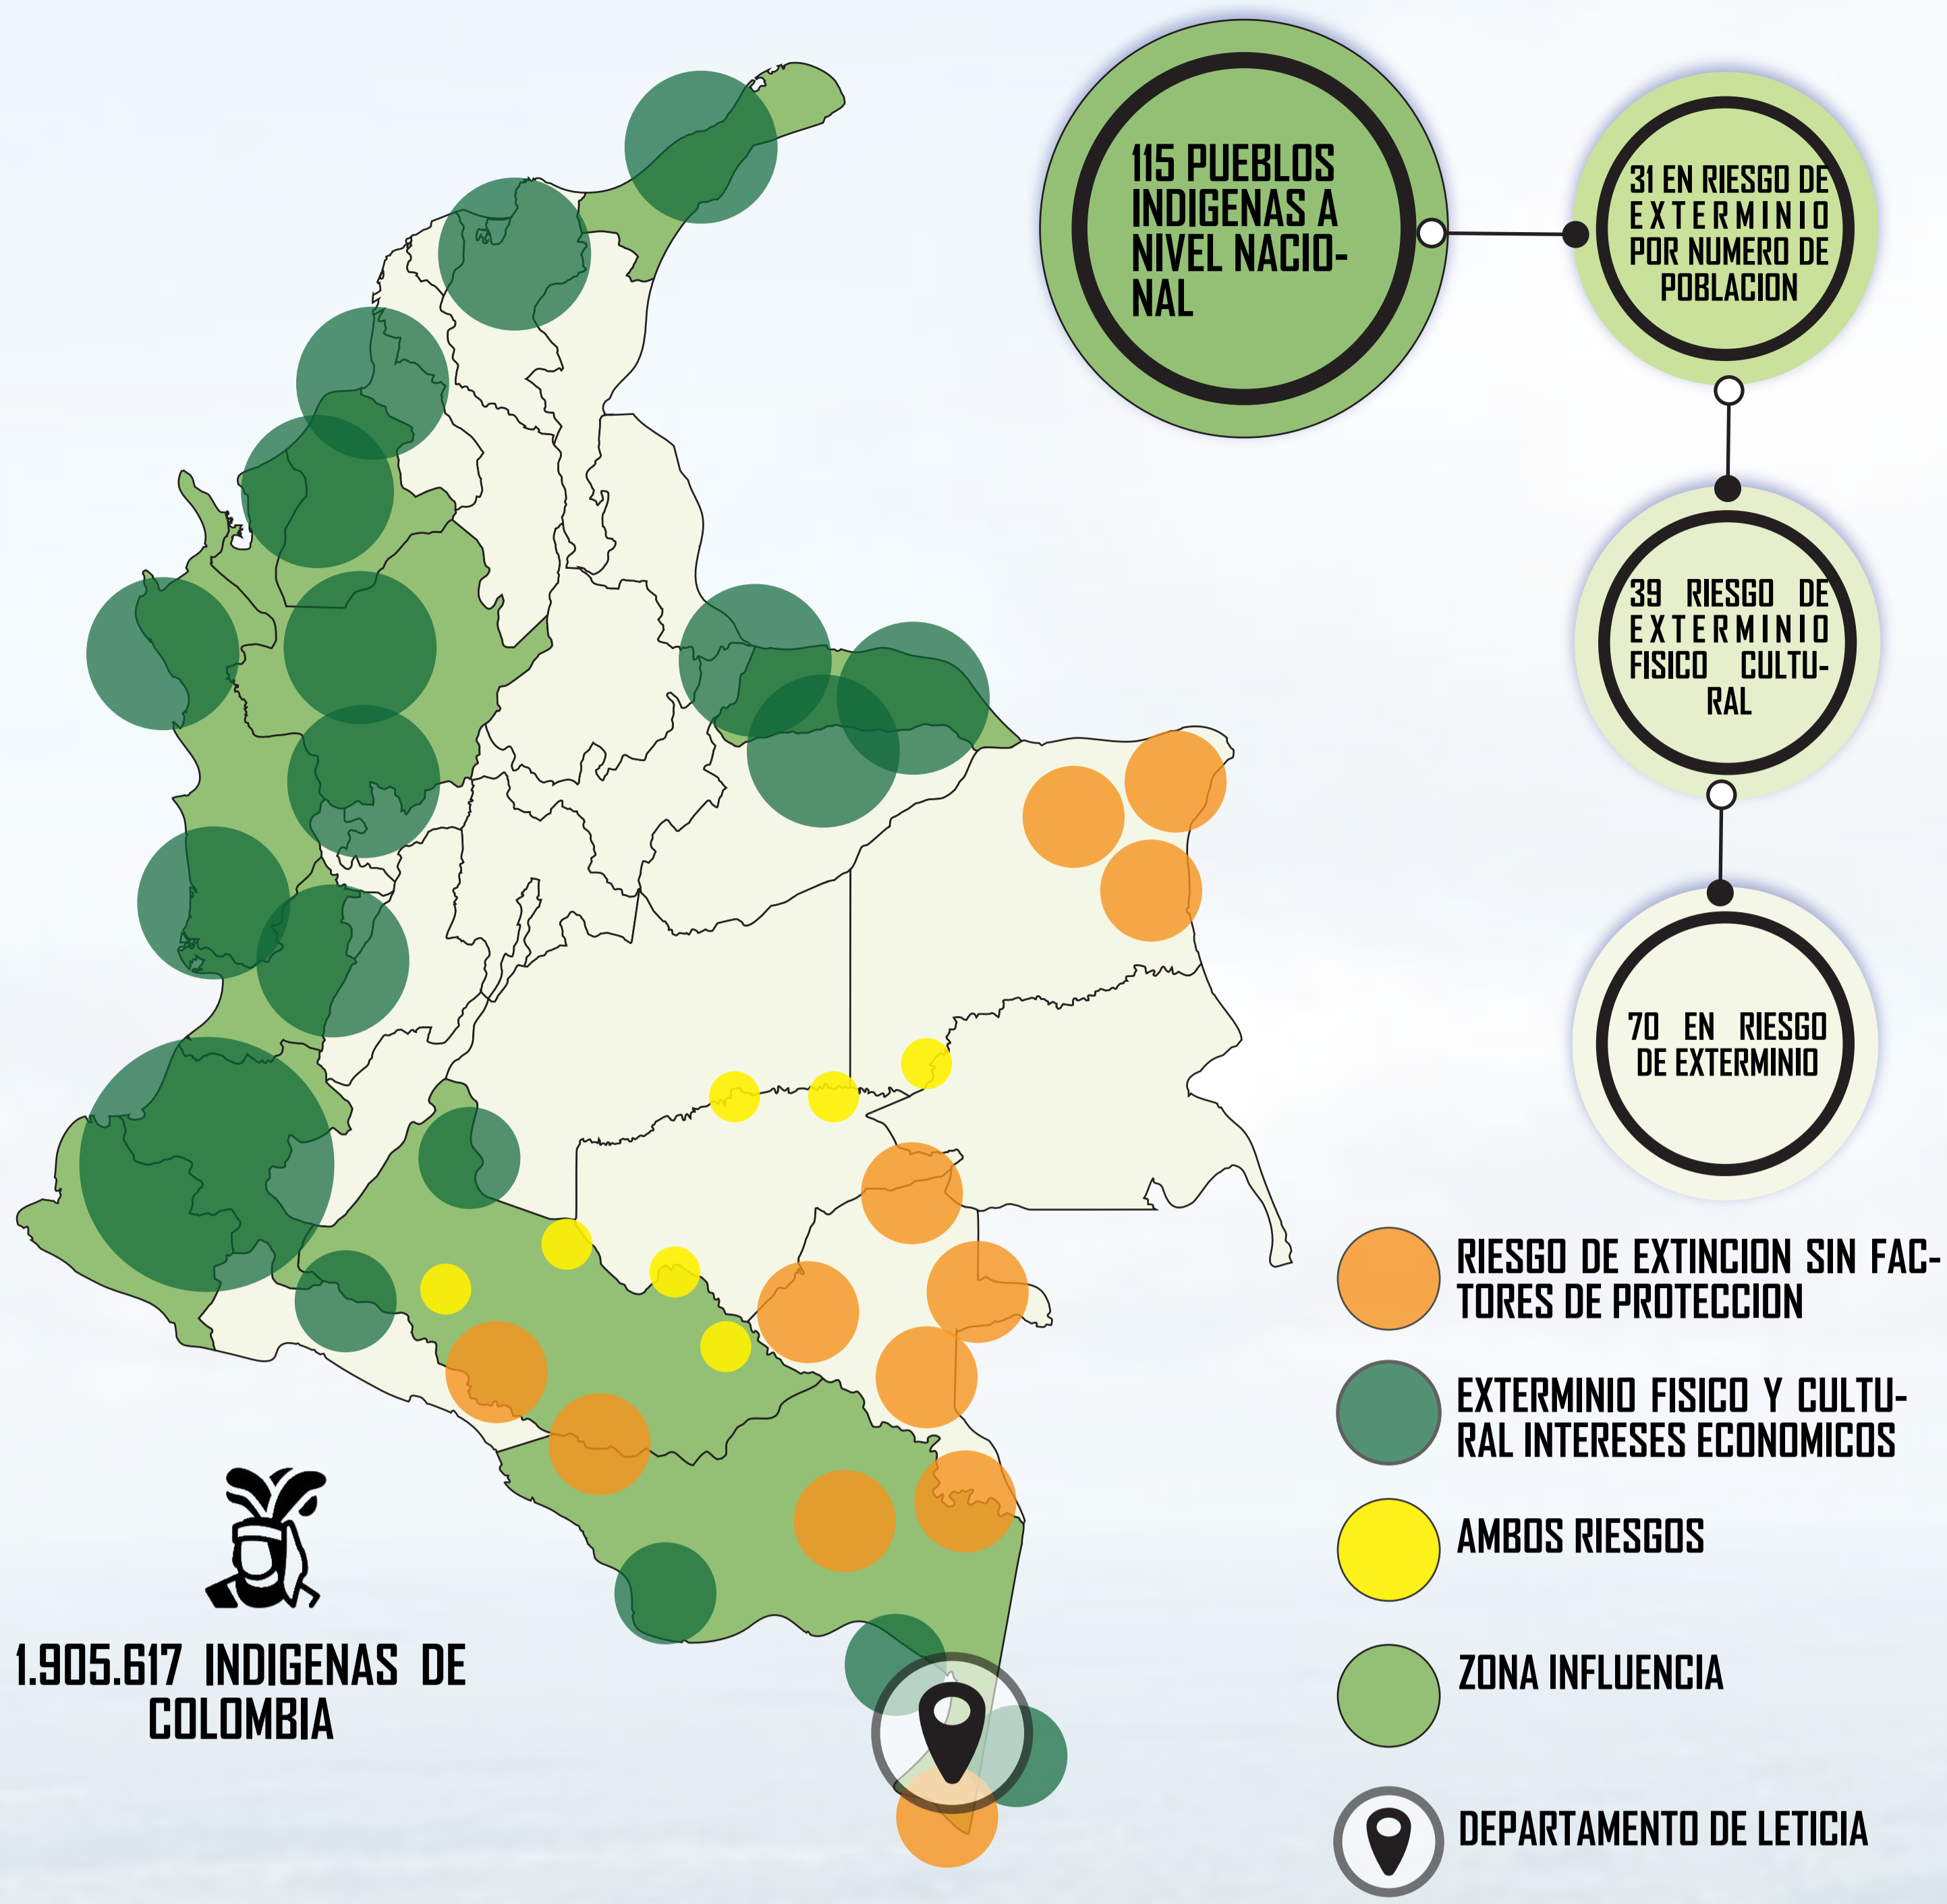 115 PUEBLOS
INDIGENAS A
NIVEL NACIO-
NAL
31 EN RIESGO DE
EXTERMINIO
POR NUMERO DE
POBLACION
39 RIESGO DE
EXTERMINIO
FISICO CULTU-
RAL
70 EN RIESGO
DE EXTERMINIO
RIESGO DE EXTINCION SIN FAC-
TORES DE PROTECCION
EXTERMINIO FISICO Y CULTU-
RAL INTERESES ECONOMICOS
AMBOS RIESGOS
ZONA INFLUENCIA
DEPARTAMENTO DE LETICIA
1.905.617 INDIGENAS DE
COLOMBIA